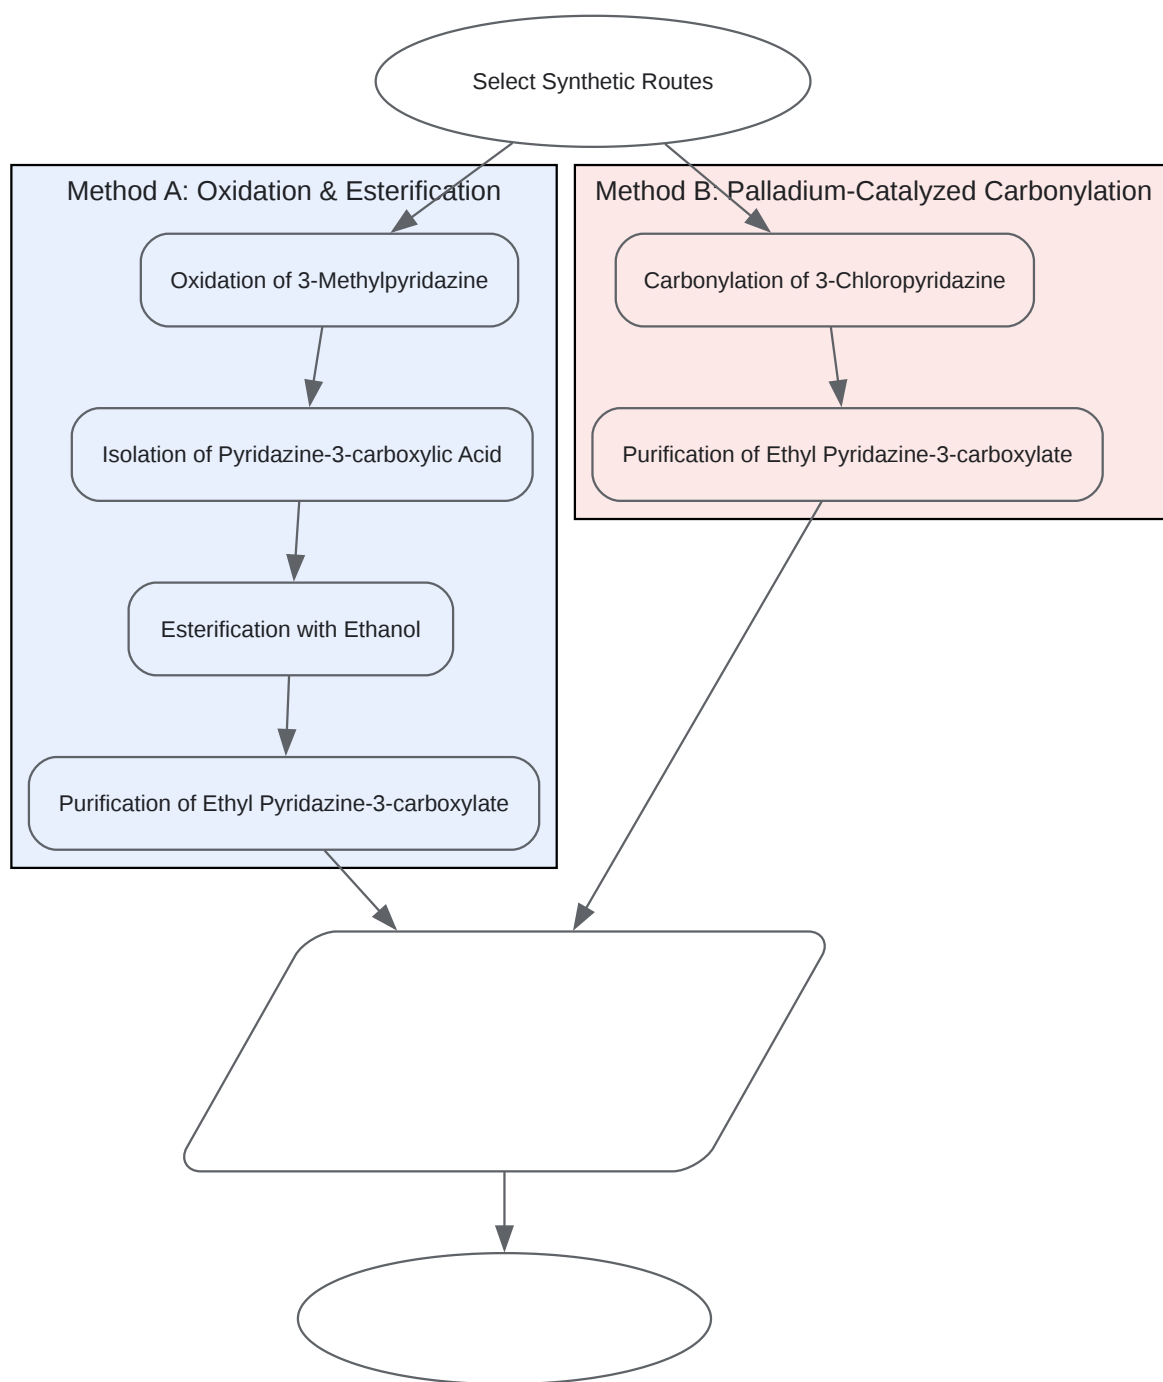 Select Synthetic Routes
Method A: Oxidation & Esterification
Oxidation of 3-Methylpyridazine
Isolation of Pyridazine-3-carboxylic Acid
Esterification with Ethanol
Purification of Ethyl Pyridazine-3-carboxylate
Method B: Palladium-Catalyzed Carbonylation
Carbonylation of 3-Chloropyridazine
Purification of Ethyl Pyridazine-3-carboxylate